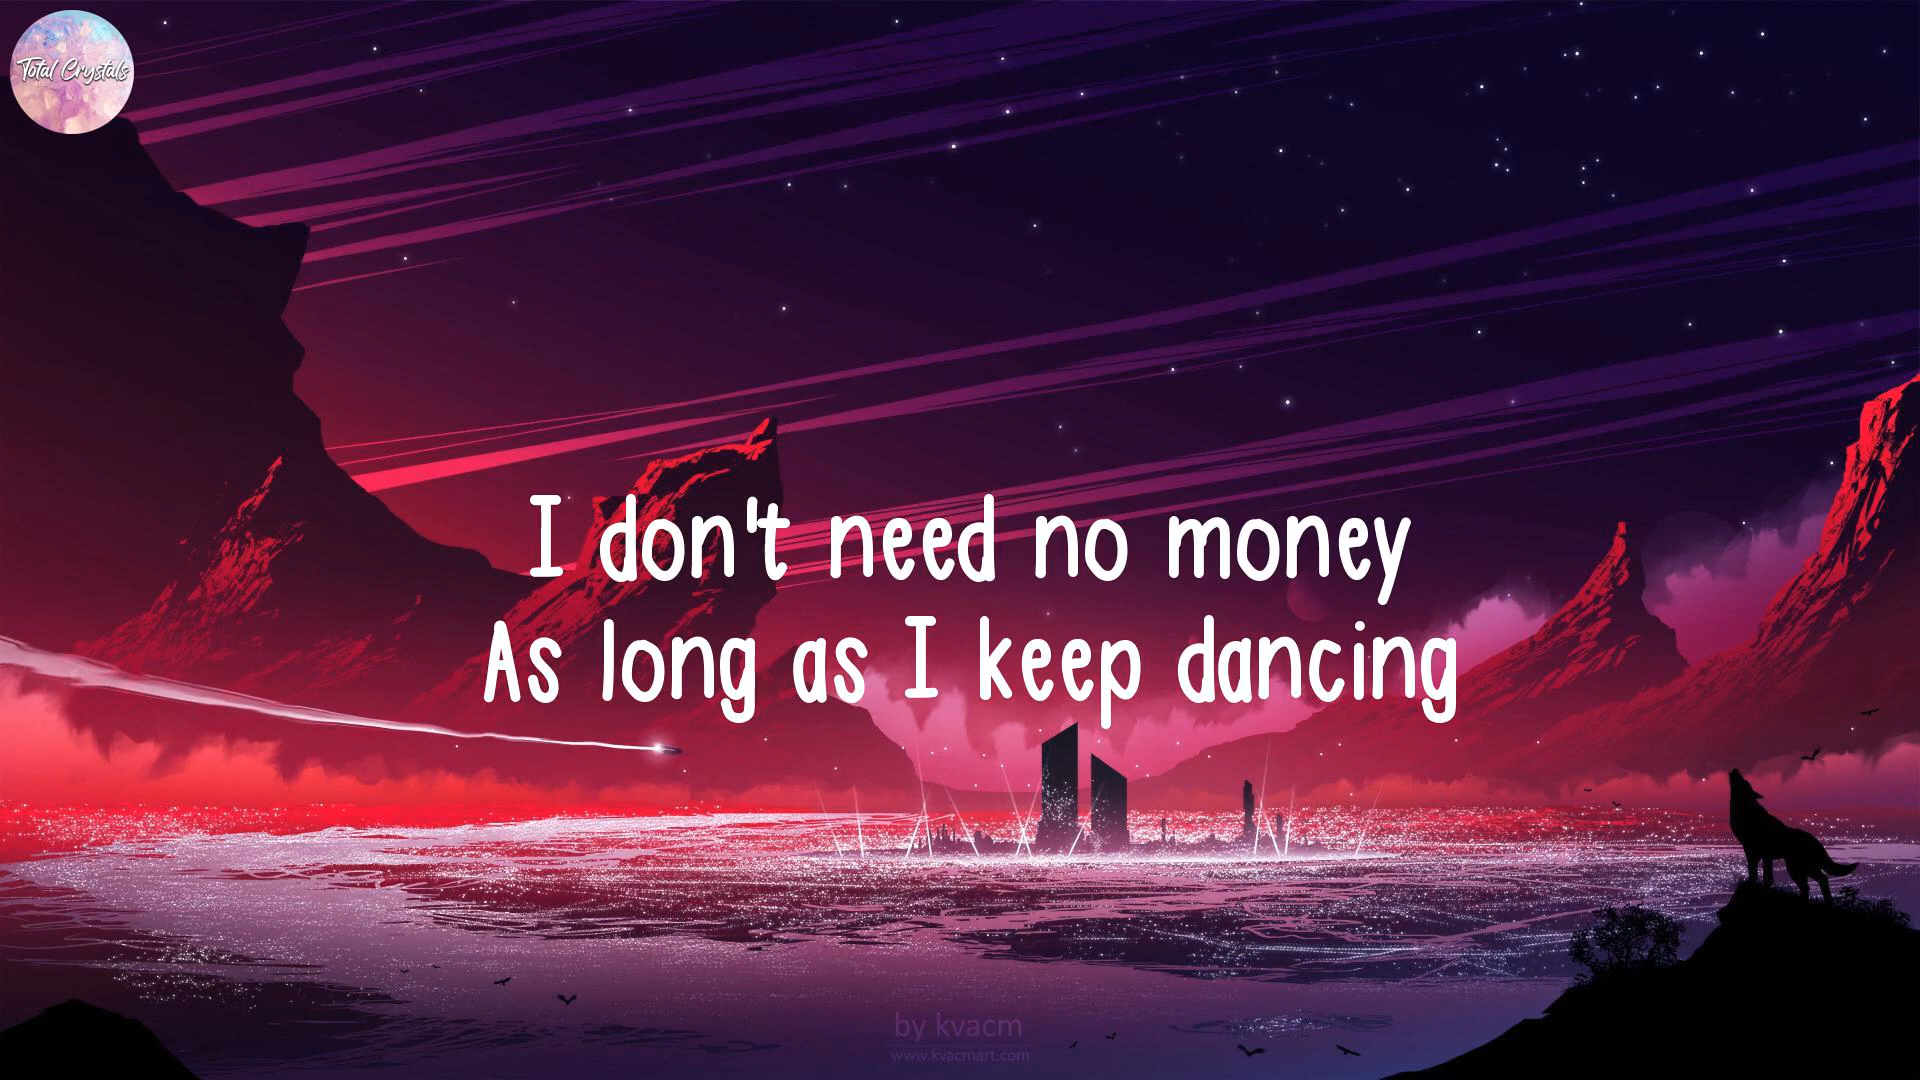 Total Crystals
I don't need no money
As long as I keep dancing
by kvacm
www.kvacmart.com